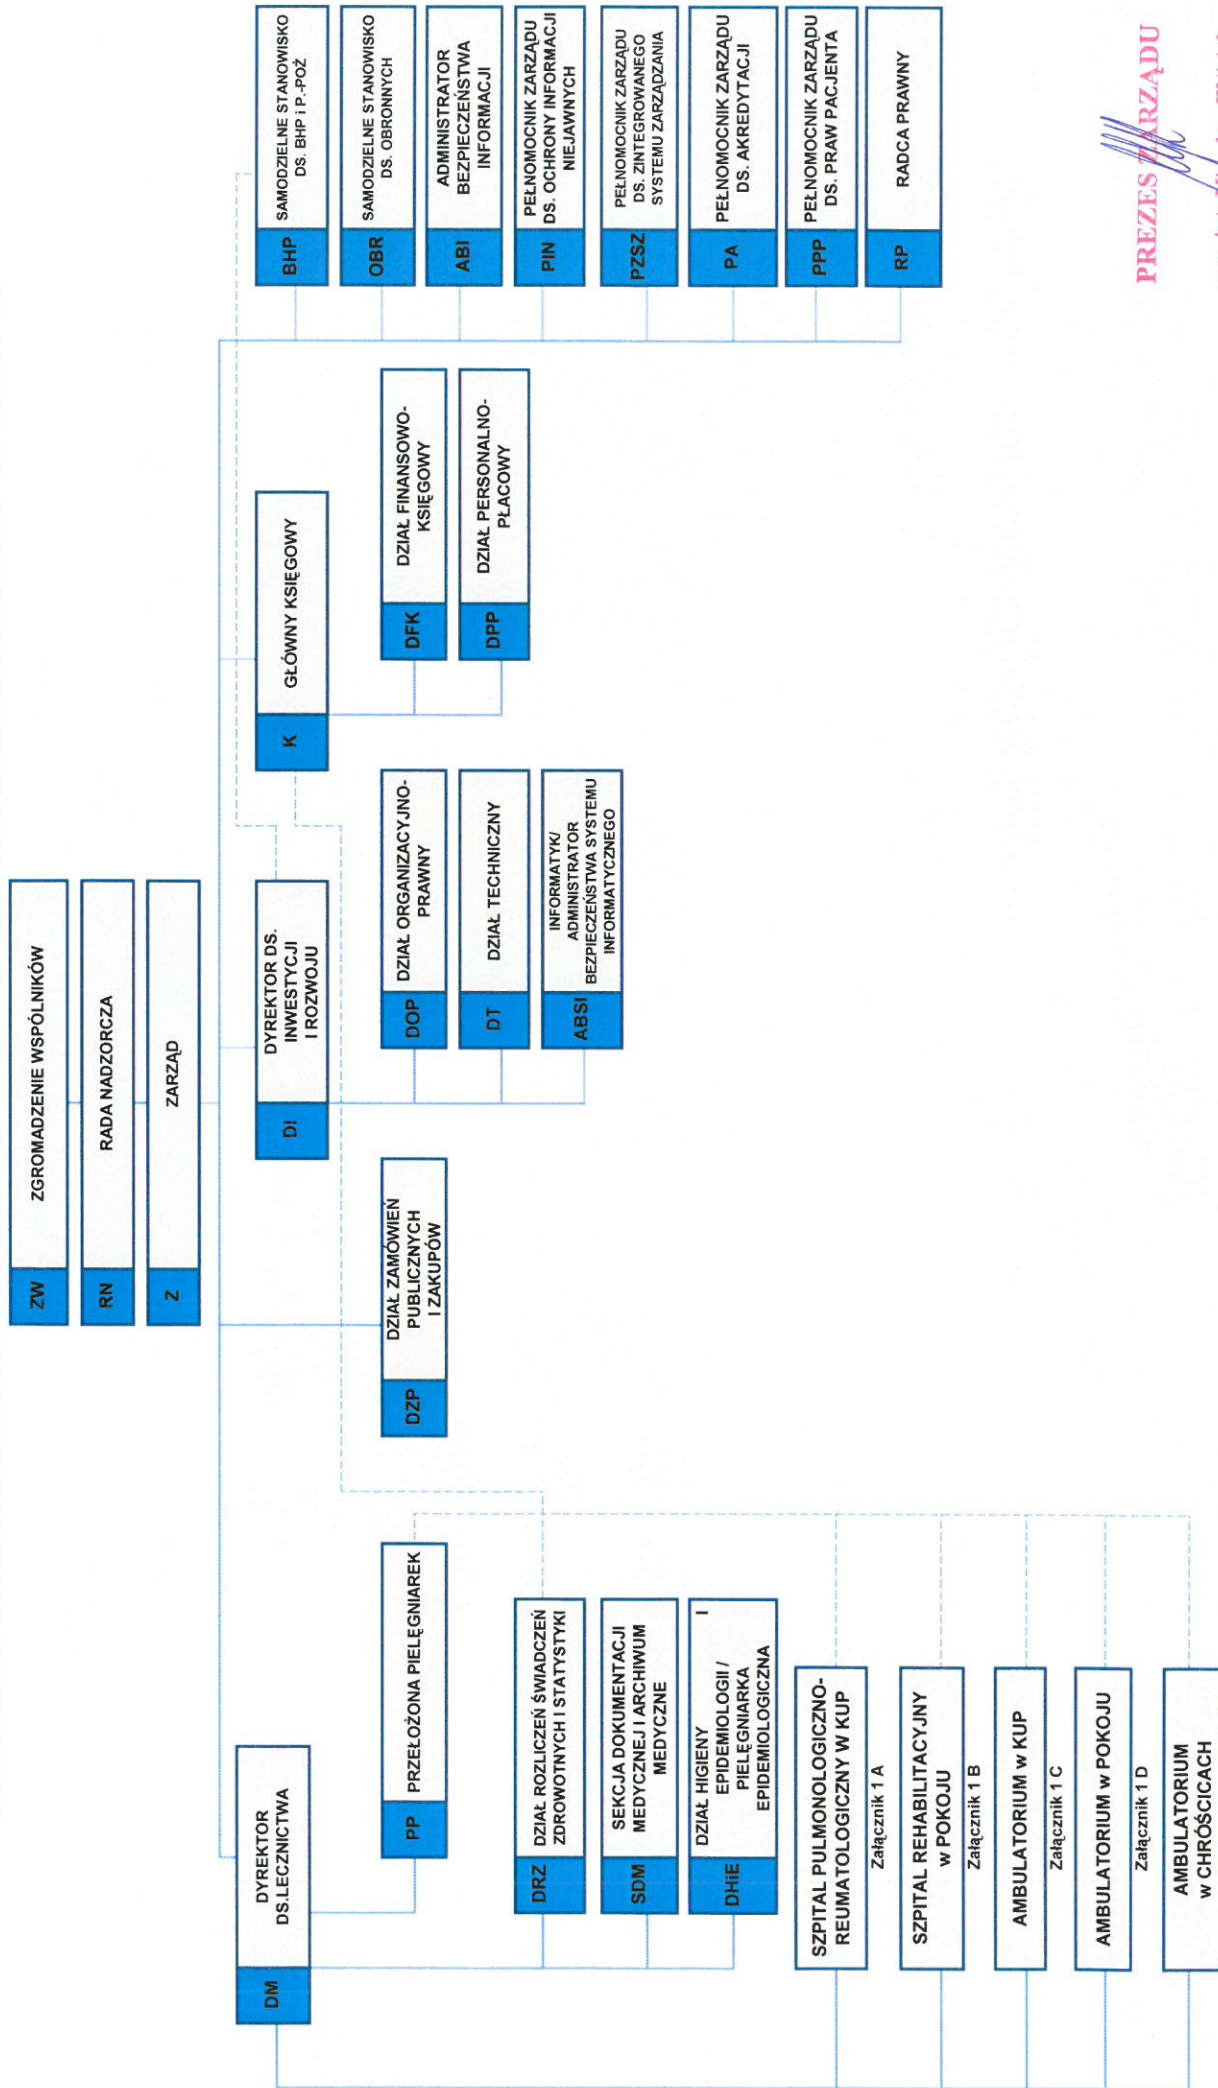 ZW
ZGROMADZENIE WSPÓLNIKÓW
RN
RADA NADZORCZA
Z
ZARZĄD
DM
DYREKTOR
DS.LECZNICTWA
PP
PRZEŁOŻONA PIELĘGNIAREK
DRZ
DZIAŁ ROZLICZEŃ ŚWIADCZEŃ
ZDROWOTNYCH I STATYSTYKI
SDM
SEKCJA DOKUMENTACJI
MEDYCZNEJ I ARCHIWUM
MEDYCZNE
DHiE
DZIAŁ HIGIENY I
EPIDEMIOLOGII /
PIELĘGNIARKA
EPIDEMIOLOGICZNA
SZPITAL PULMONOLOGICZNO-
REUMATOLOGICZNY W KUP
Załącznik 1 A
SZPITAL REHABILITACYJNY
w POKOJU
Załącznik 1 B
AMBULATORIUM w KUP
Załącznik 1 C
AMBULATORIUM w POKOJU
Załącznik 1 D
AMBULATORIUM
w CHRÓŚCICACH
DZP
DZIAŁ ZAMÓWIEŃ
PUBLICZNYCH
I ZAKUPÓW
DI
DYREKTOR DS.
INWESTYCJI
I ROZWOJU
DOP
DZIAŁ ORGANIZACYJNO-
PRAWNY
DT
DZIAŁ TECHNICZNY
ABSI
INFORMATYK/
ADMINISTRATOR
BEZPIECZEŃSTWA SYSTEMU
INFORMATYCZNEGO
K
GŁÓWNY KSIĘGOWY
DFK
DZIAŁ FINANSOWO-
KSIĘGOWY
DPP
DZIAŁ PERSONALNO-
PŁACOWY
BHP
SAMODZIELNE STANOWISKO
DS. BHP i P.-POŻ
OBR
SAMODZIELNE STANOWISKO
DS. OBRONNYCH
ABI
ADMINISTRATOR
BEZPIECZEŃSTWA
INFORMACJI
PIN
PEŁNOMOCNIK ZARZĄDU
DS. OCHRONY INFORMACJI
NIEJAWNYCH
PZSZ
PEŁNOMOCNIK ZARZĄDU
DS. ZINTEGROWANEGO
SYSTEMU ZARZĄDZANIA
PA
PEŁNOMOCNIK ZARZĄDU
DS. AKREDYTACJI
PPP
PEŁNOMOCNIK ZARZĄDU
DS. PRAW PACJENTA
RP
RADCA PRAWNY
PREZES ZARZĄDU